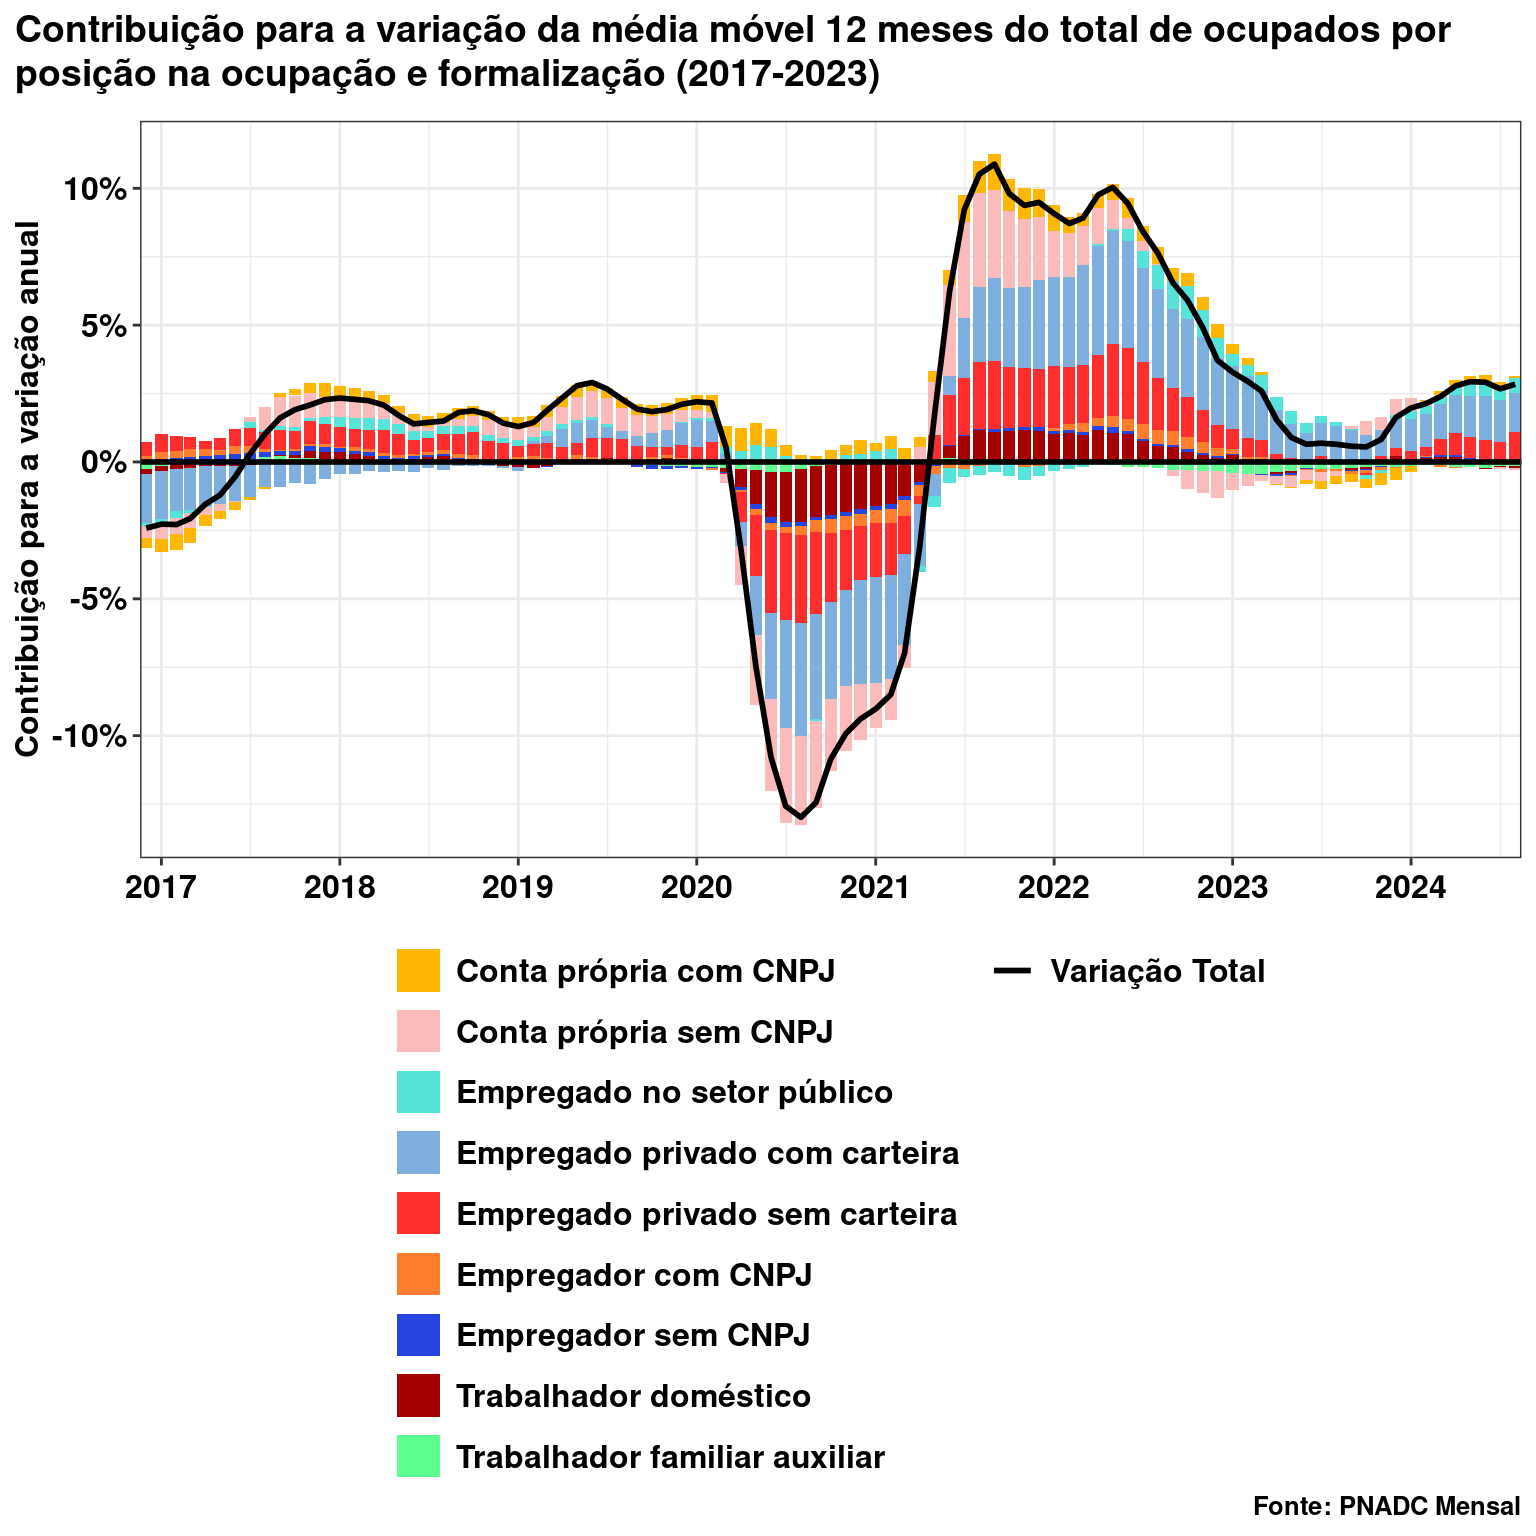 Contribuição para a variação da média móvel 12 meses do total de ocupados por
posição na ocupação e formalização (2017-2023)
Contribuição para a variação anual
10%
5%
0%
-5%
-10%
2017
2018
2019
2020
2021
2022
2023
2024
Conta própria com CNPJ
Conta própria sem CNPJ
Empregado no setor público
Empregado privado com carteira
Empregado privado sem carteira
Empregador com CNPJ
Empregador sem CNPJ
Trabalhador doméstico
Trabalhador familiar auxiliar
Variação Total
Fonte: PNADC Mensal